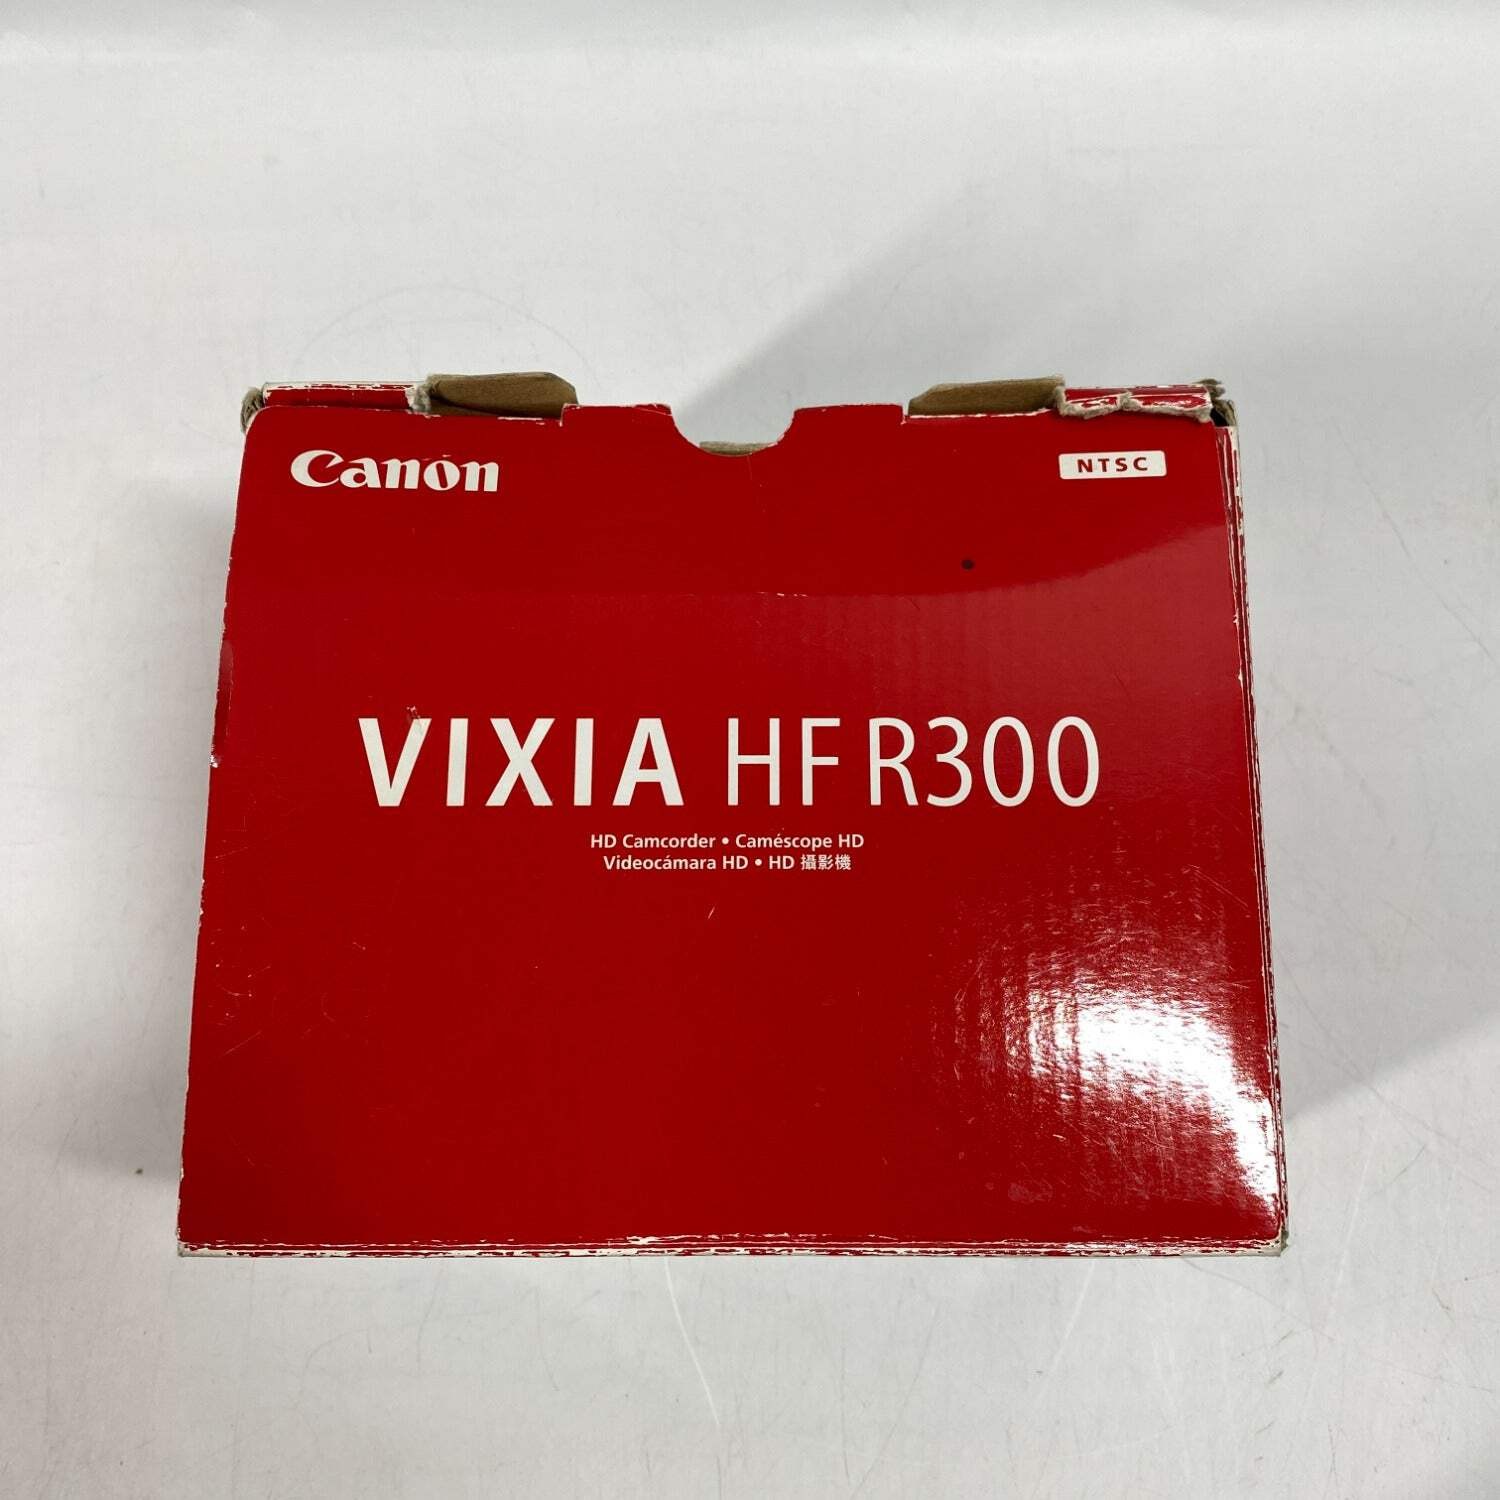 Canon
NTSC
VIXIA HF R300
HD Camcorder • Caméscope HD
Videocámara HD • HD 攝影機